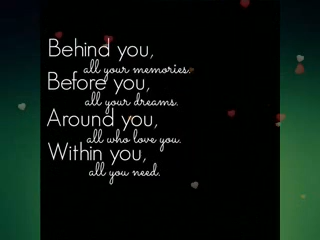 Behind you,
all your memories.
Before you,
all your dreams.
Around you,
all who love you.
Within you,
all you need.